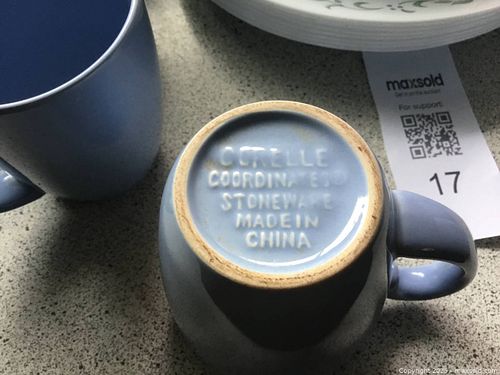 maxsold
For support:
17
CORELLE
COORDINATES®
STONEWARE
MADE IN
CHINA